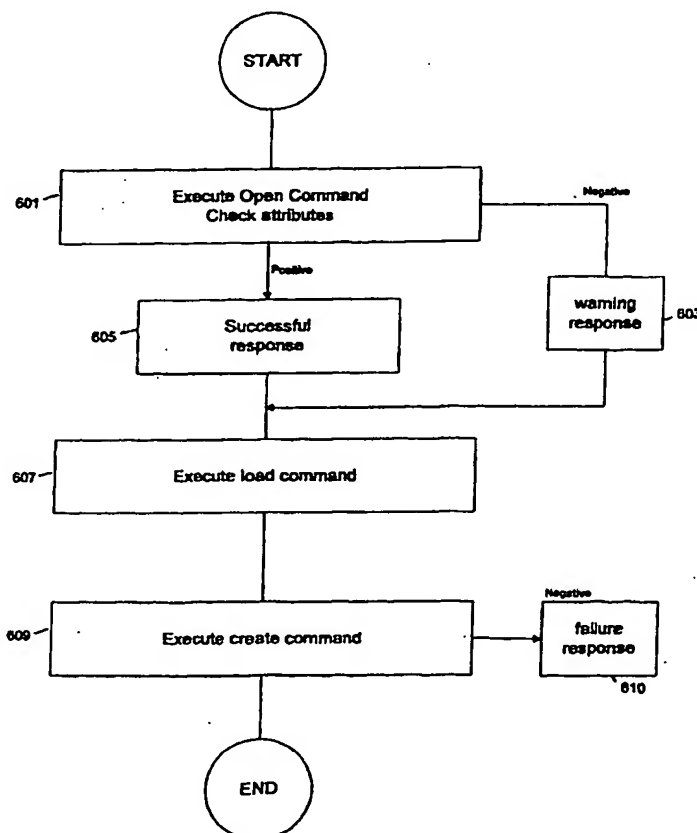 START
601
Execute Open Command
Check attributes
Negative
Positive
warning
response
603
605
Successful
response
607
Execute load command
609
Execute create command
Negative
failure
response
610
END